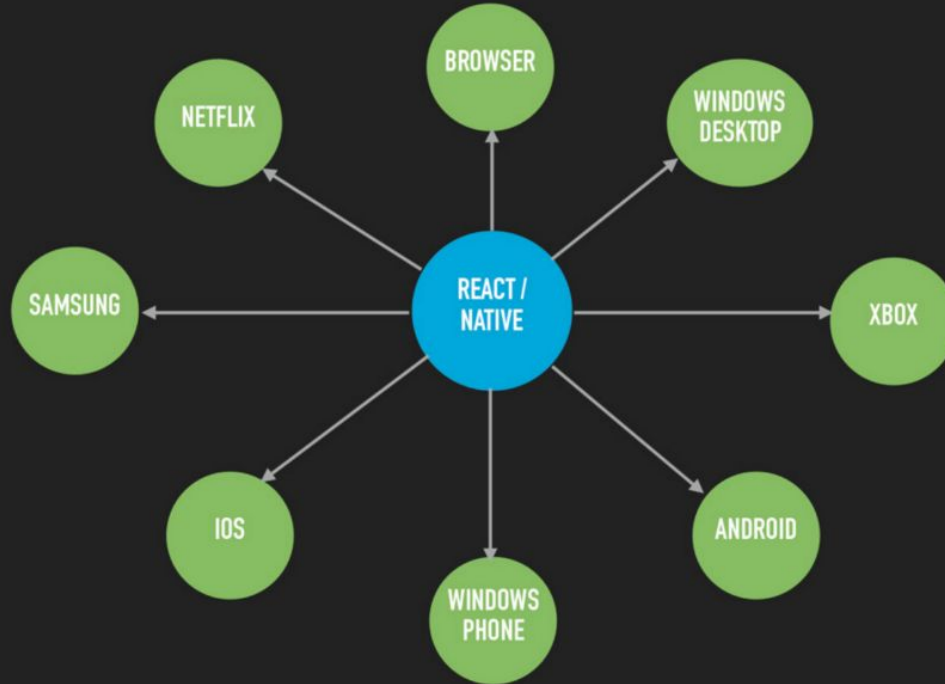 BROWSER
NETFLIX
WINDOWS
DESKTOP
SAMSUNG
REACT /
NATIVE
XBOX
IOS
ANDROID
WINDOWS
PHONE